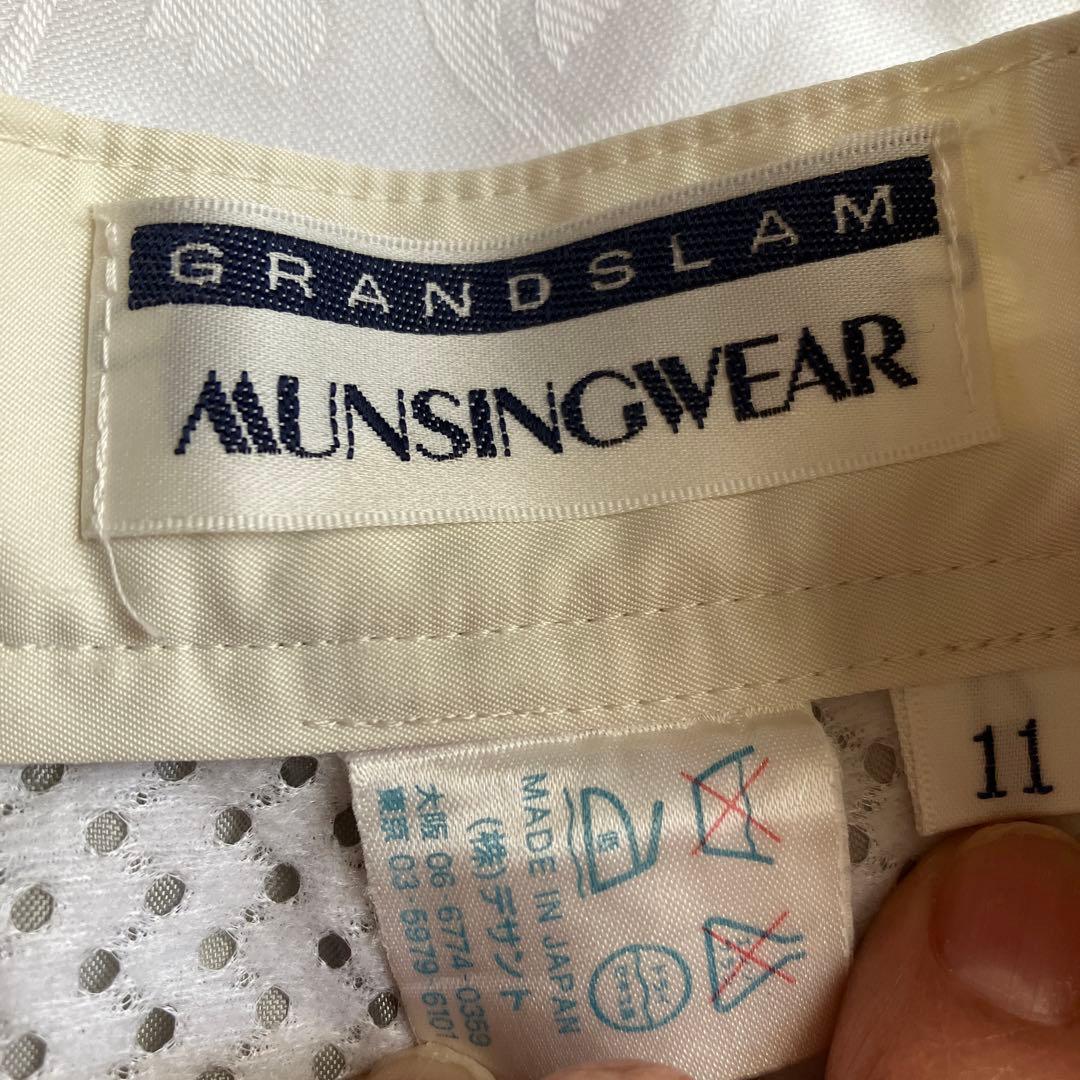 GRANDSLAM
MUNSINGWEAR
11
MADE IN JAPAN
(株)デサント
大阪 06·6774·0359
東京 03·5979·6101